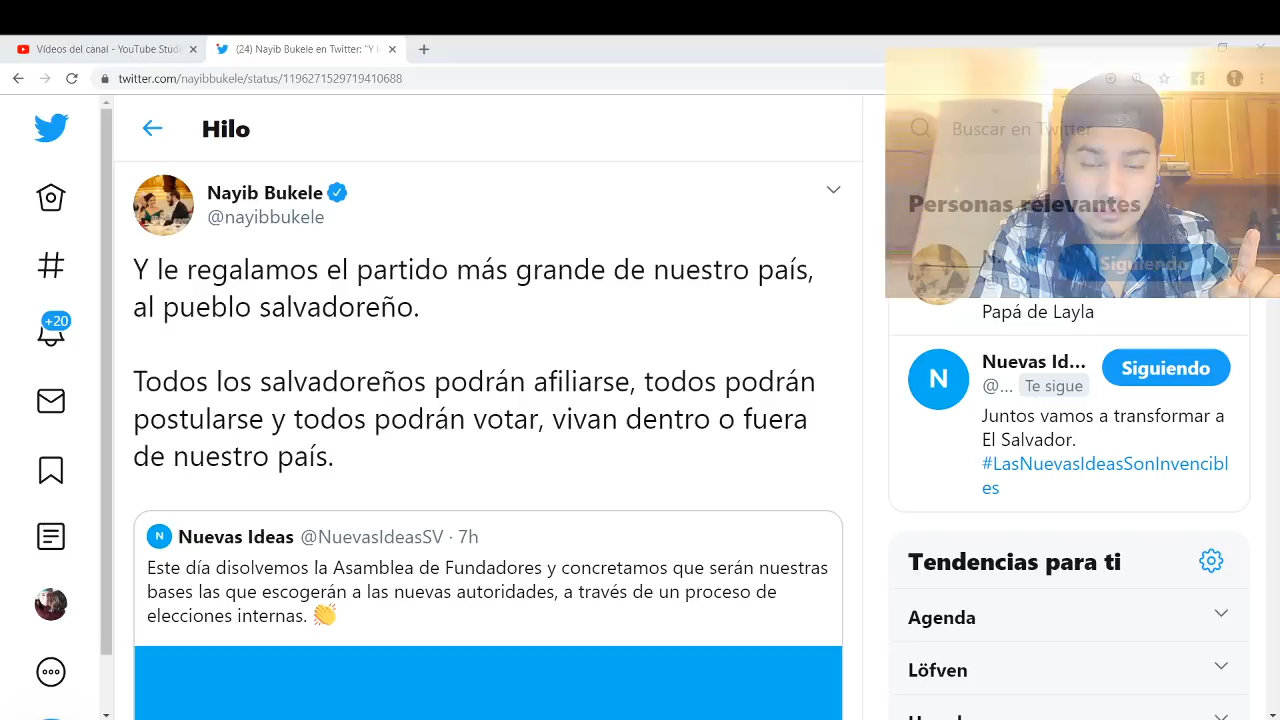 Vídeos del canal - YouTube Stud
(24) Nayib Bukele en Twitter: "Y l
twitter.com/nayibbukele/status/1196271529719410688
Hilo
Buscar en Twitter
Nayib Bukele
@nayibbukele
Y le regalamos el partido más grande de nuestro país,
al pueblo salvadoreño.
Todos los salvadoreños podrán afiliarse, todos podrán
postularse y todos podrán votar, vivan dentro o fuera
de nuestro país.
Nuevas Ideas @NuevasIdeasSV · 7h
Este día disolvemos la Asamblea de Fundadores y concretamos que serán nuestras
bases las que escogerán a las nuevas autoridades, a través de un proceso de
elecciones internas. 👏
+20
Personas relevantes
Siguiendo
Papá de Layla
N
Nuevas Id...
Siguiendo
@... Te sigue
Juntos vamos a transformar a
El Salvador.
#LasNuevasIdeasSonInvencibl
es
Tendencias para ti
Agenda
Löfven